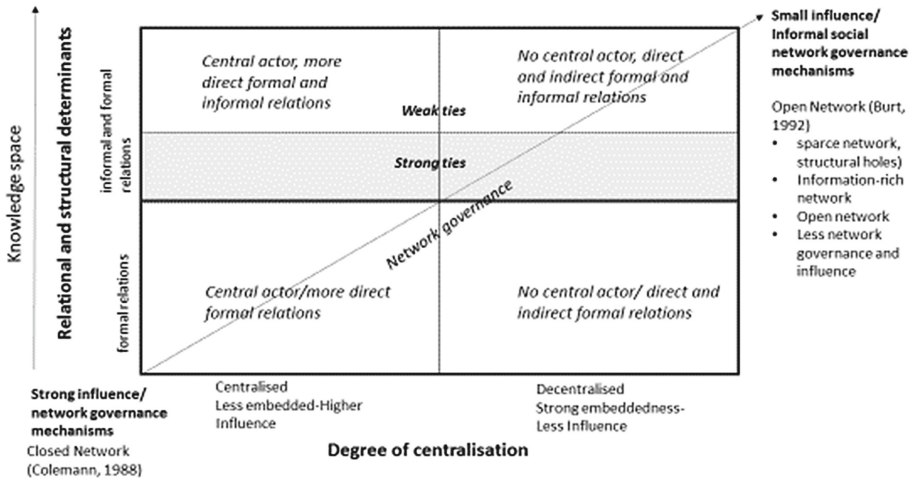 Knowledge space
Relational and structural determinants
informal and formal
relations
formal relations
Central actor, more
direct formal and
informal relations
No central actor, direct
and indirect formal and
informal relations
Weak ties
Strong ties
Network governance
Central actor/more direct
formal relations
No central actor/ direct and
indirect formal relations
Small influence/
Informal social
network governance
mechanisms
Open Network (Burt,
1992)
• sparce network,
structural holes)
• Information-rich
network
• Open network
• Less network
governance and
influence
Strong influence/
network governance
mechanisms
Closed Network
(Colemann, 1988)
Centralised
Less embedded-Higher
Influence
Decentralised
Strong embeddedness-
Less Influence
Degree of centralisation